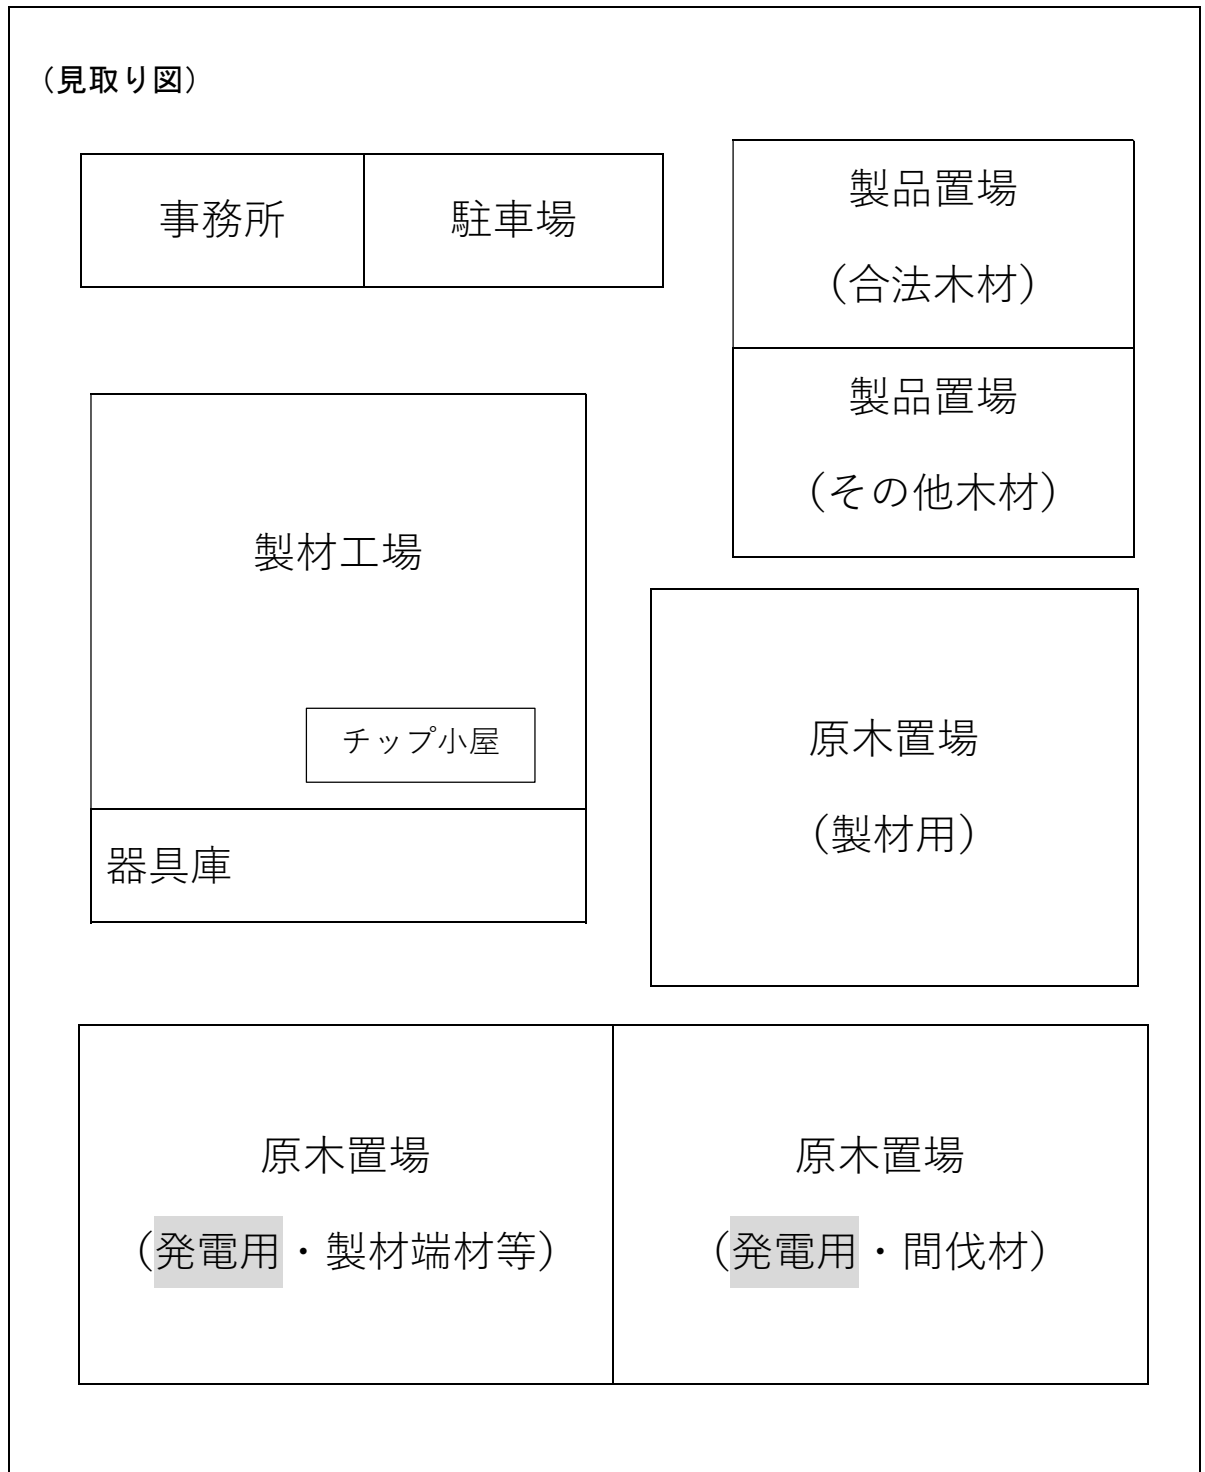 （見取り図）
事務所
駐車場
製品置場
（合法木材）
製品置場
（その他木材）
製材工場
チップ小屋
器具庫
原木置場
（製材用）
原木置場
（発電用・製材端材等）
原木置場
（発電用・間伐材）